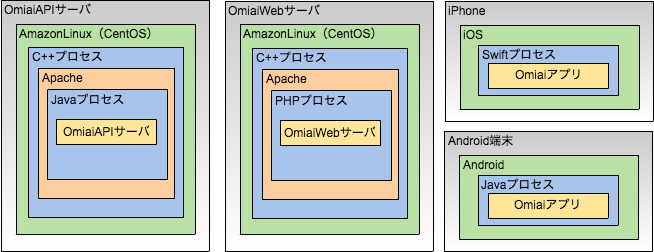 OmiaiAPIサーバ
AmazonLinux（CentOS）
C++プロセス
Apache
Javaプロセス
OmiaiAPIサーバ
OmiaiWebサーバ
AmazonLinux（CentOS）
C++プロセス
Apache
PHPプロセス
OmiaiWebサーバ
iPhone
iOS
Swiftプロセス
Omiaiアプリ
Android端末
Android
Javaプロセス
Omiaiアプリ